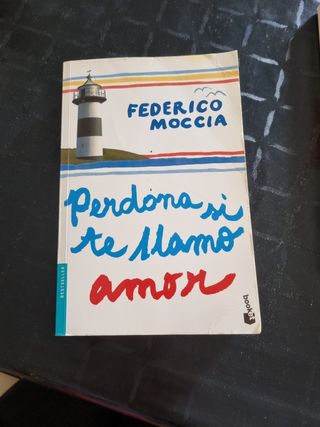 FEDERICO
MOCCIA
Perdona si
te llamo
amor
BESTSELLER
booket